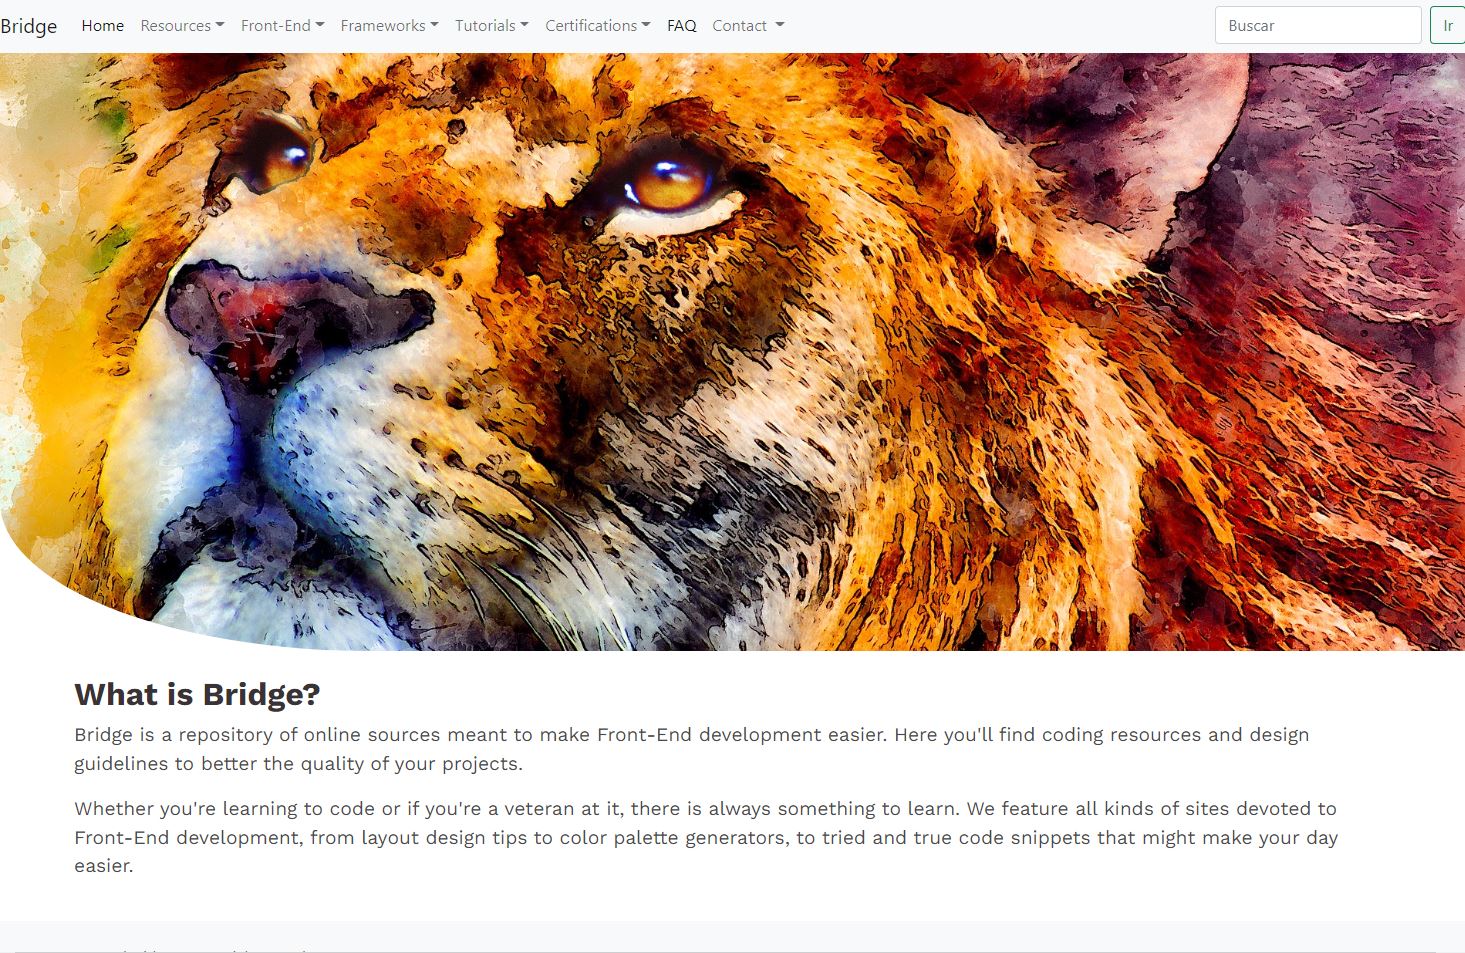 Bridge Home Resources Front-End Frameworks Tutorials Certifications FAQ Contact Buscar Ir
What is Bridge?
Bridge is a repository of online sources meant to make Front-End development easier. Here you'll find coding resources and design
guidelines to better the quality of your projects.
Whether you're learning to code or if you're a veteran at it, there is always something to learn. We feature all kinds of sites devoted to
Front-End development, from layout design tips to color palette generators, to tried and true code snippets that might make your day
easier.